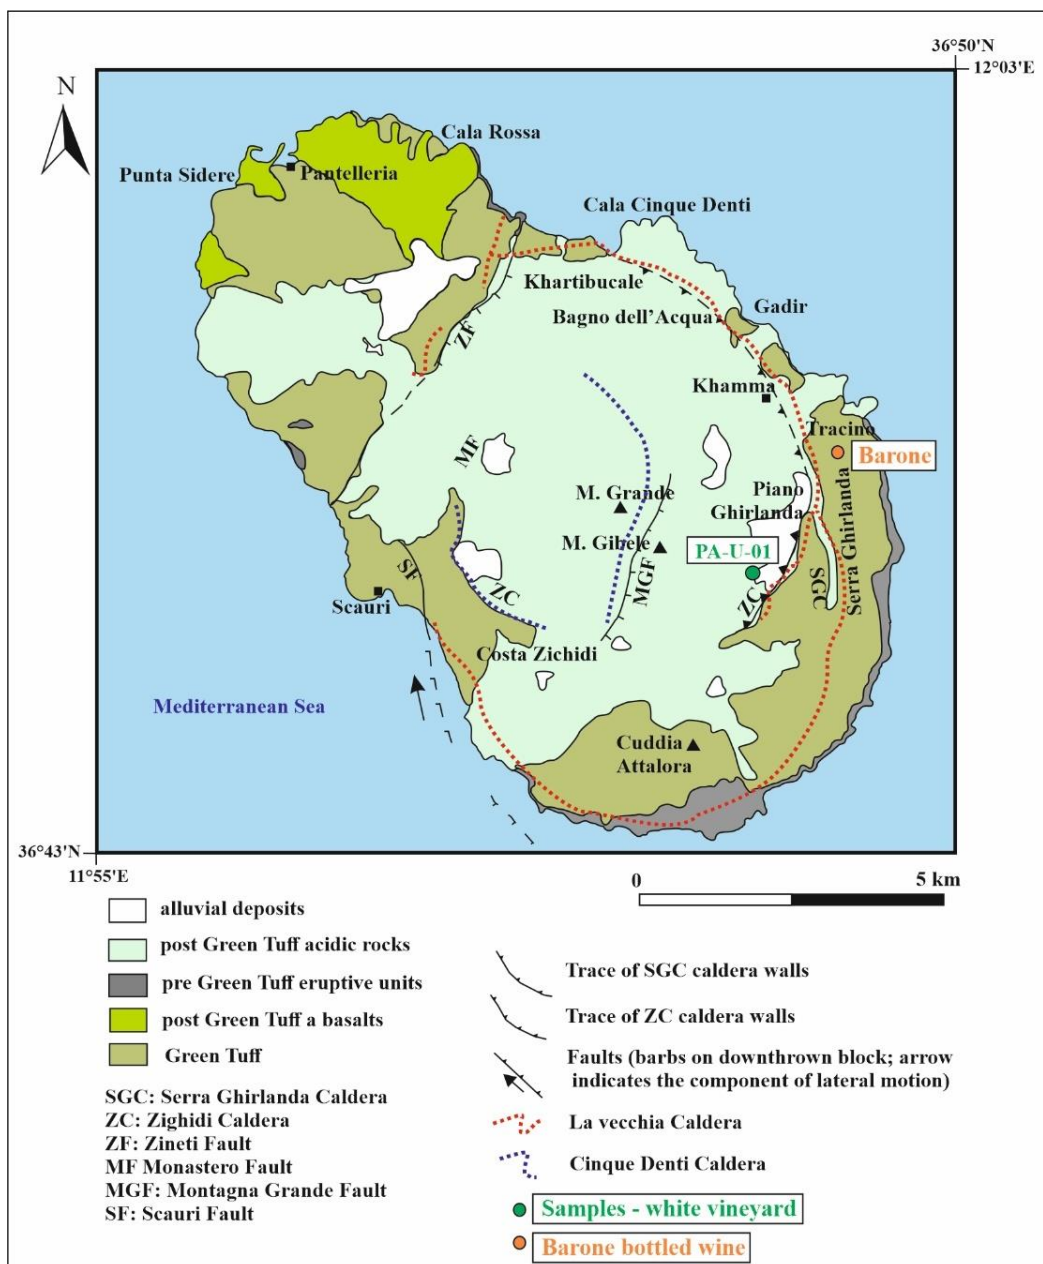 36°50'N
12°03'E
N
Cala Rossa
Punta Sidere
Pantelleria
Cala Cinque Denti
Khartibucale
Bagno dell'Acqua
Gadir
ZF
Khamma
Tracino
Barone
MF
M. Grande
Piano
Ghirlanda
Serra Ghirlanda
M. Gibele
PA-U-01
MGF
SF
ZC
ZC
SGC
Scauri
Costa Zichidi
Mediterranean Sea
Cuddia
Attalora
36°43'N
11°55'E
0
5 km
alluvial deposits
post Green Tuff acidic rocks
pre Green Tuff eruptive units
post Green Tuff a basalts
Green Tuff
SGC: Serra Ghirlanda Caldera
ZC: Zighidi Caldera
ZF: Zineti Fault
MF Monastero Fault
MGF: Montagna Grande Fault
SF: Scauri Fault
Trace of SGC caldera walls
Trace of ZC caldera walls
Faults (barbs on downthrown block; arrow
indicates the component of lateral motion)
La vecchia Caldera
Cinque Denti Caldera
Samples - white vineyard
Barone bottled wine